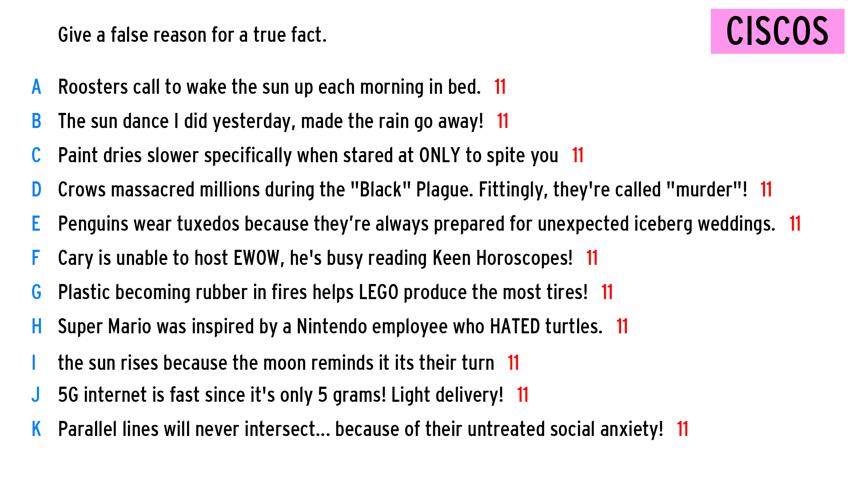 Give a false reason for a true fact.
CISCOS
A Roosters call to wake the sun up each morning in bed. 11
B The sun dance I did yesterday, made the rain go away! 11
C Paint dries slower specifically when stared at ONLY to spite you 11
D Crows massacred millions during the "Black" Plague. Fittingly, they're called "murder"! 11
E Penguins wear tuxedos because they’re always prepared for unexpected iceberg weddings. 11
F Cary is unable to host EWOW, he's busy reading Keen Horoscopes! 11
G Plastic becoming rubber in fires helps LEGO produce the most tires! 11
H Super Mario was inspired by a Nintendo employee who HATED turtles. 11
I the sun rises because the moon reminds it its their turn 11
J 5G internet is fast since it's only 5 grams! Light delivery! 11
K Parallel lines will never intersect... because of their untreated social anxiety! 11